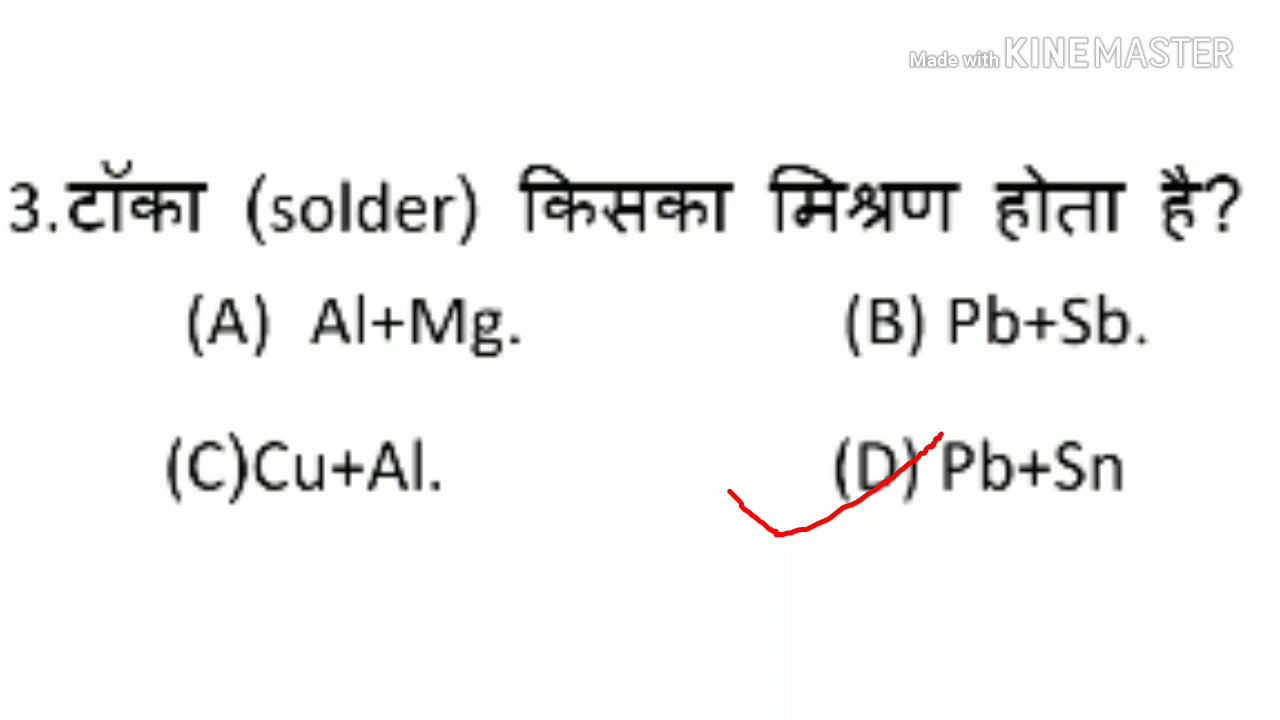 Made with KINEMASTER
3.टाॅका (solder) किसका मिश्रण होता है?
(A) Al+Mg. (B) Pb+Sb.
(C)Cu+Al. (D) Pb+Sn